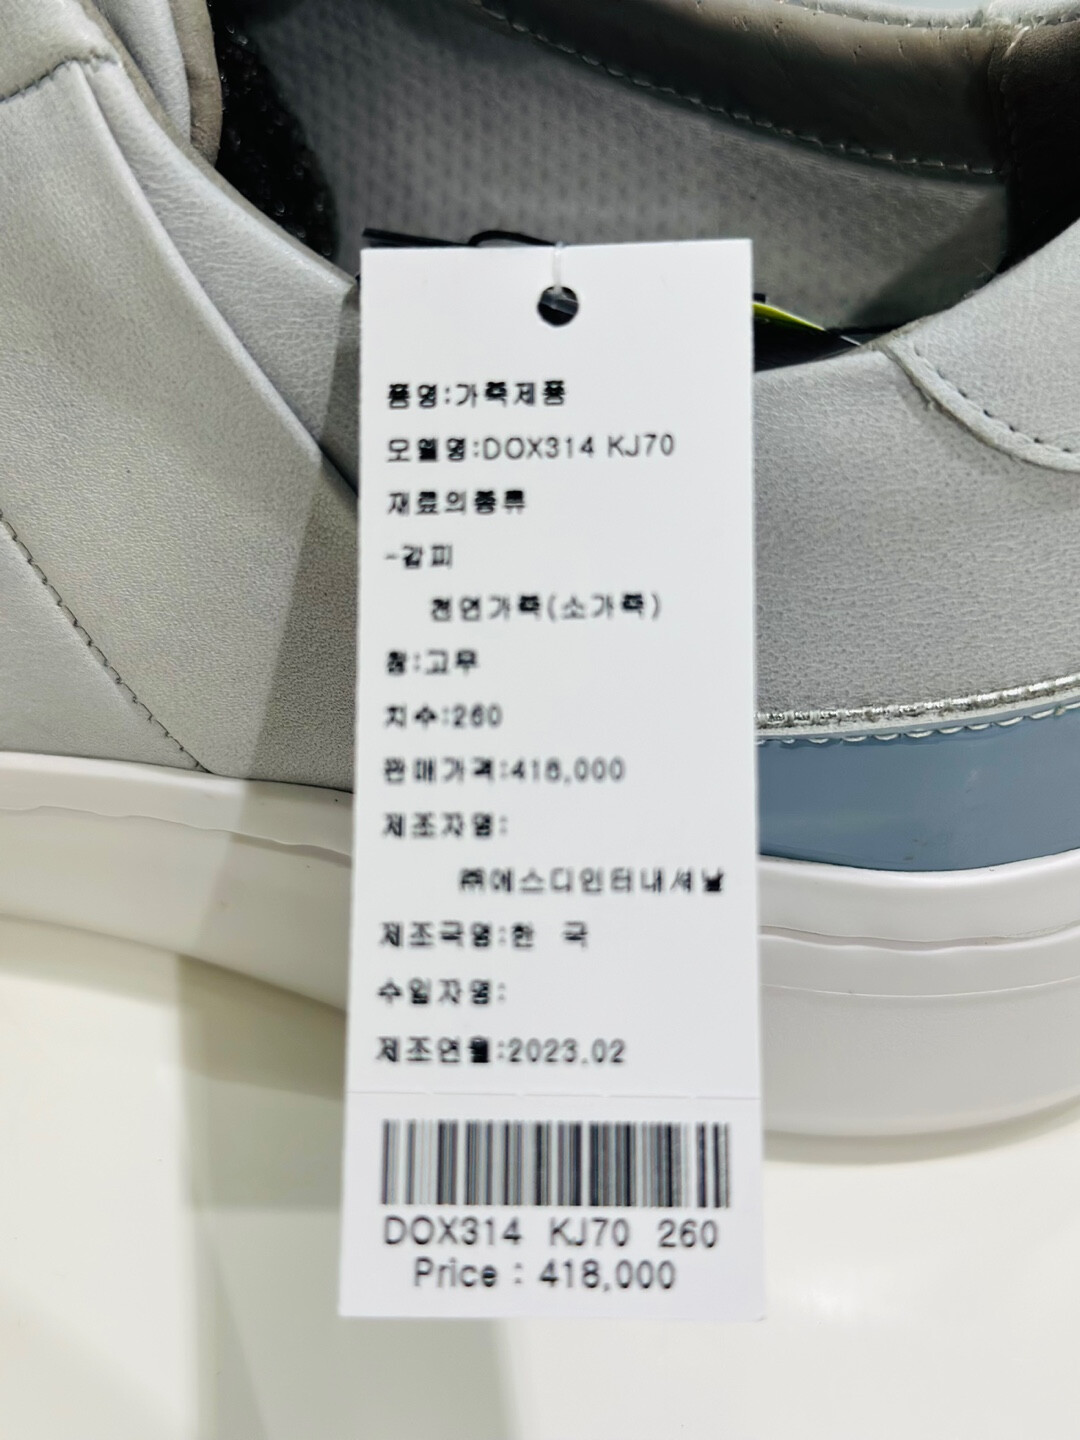 품명:가죽제품
모델명:DOX314 KJ70
재료의종류
-갑피
천연가죽(소가죽)
창:고무
치수:260
판매가격:418,000
제조자명:
㈜에스디인터내셔날
제조국명:한 국
수입자명:
제조연월:2023.02
DOX314 KJ70 260
Price : 418,000